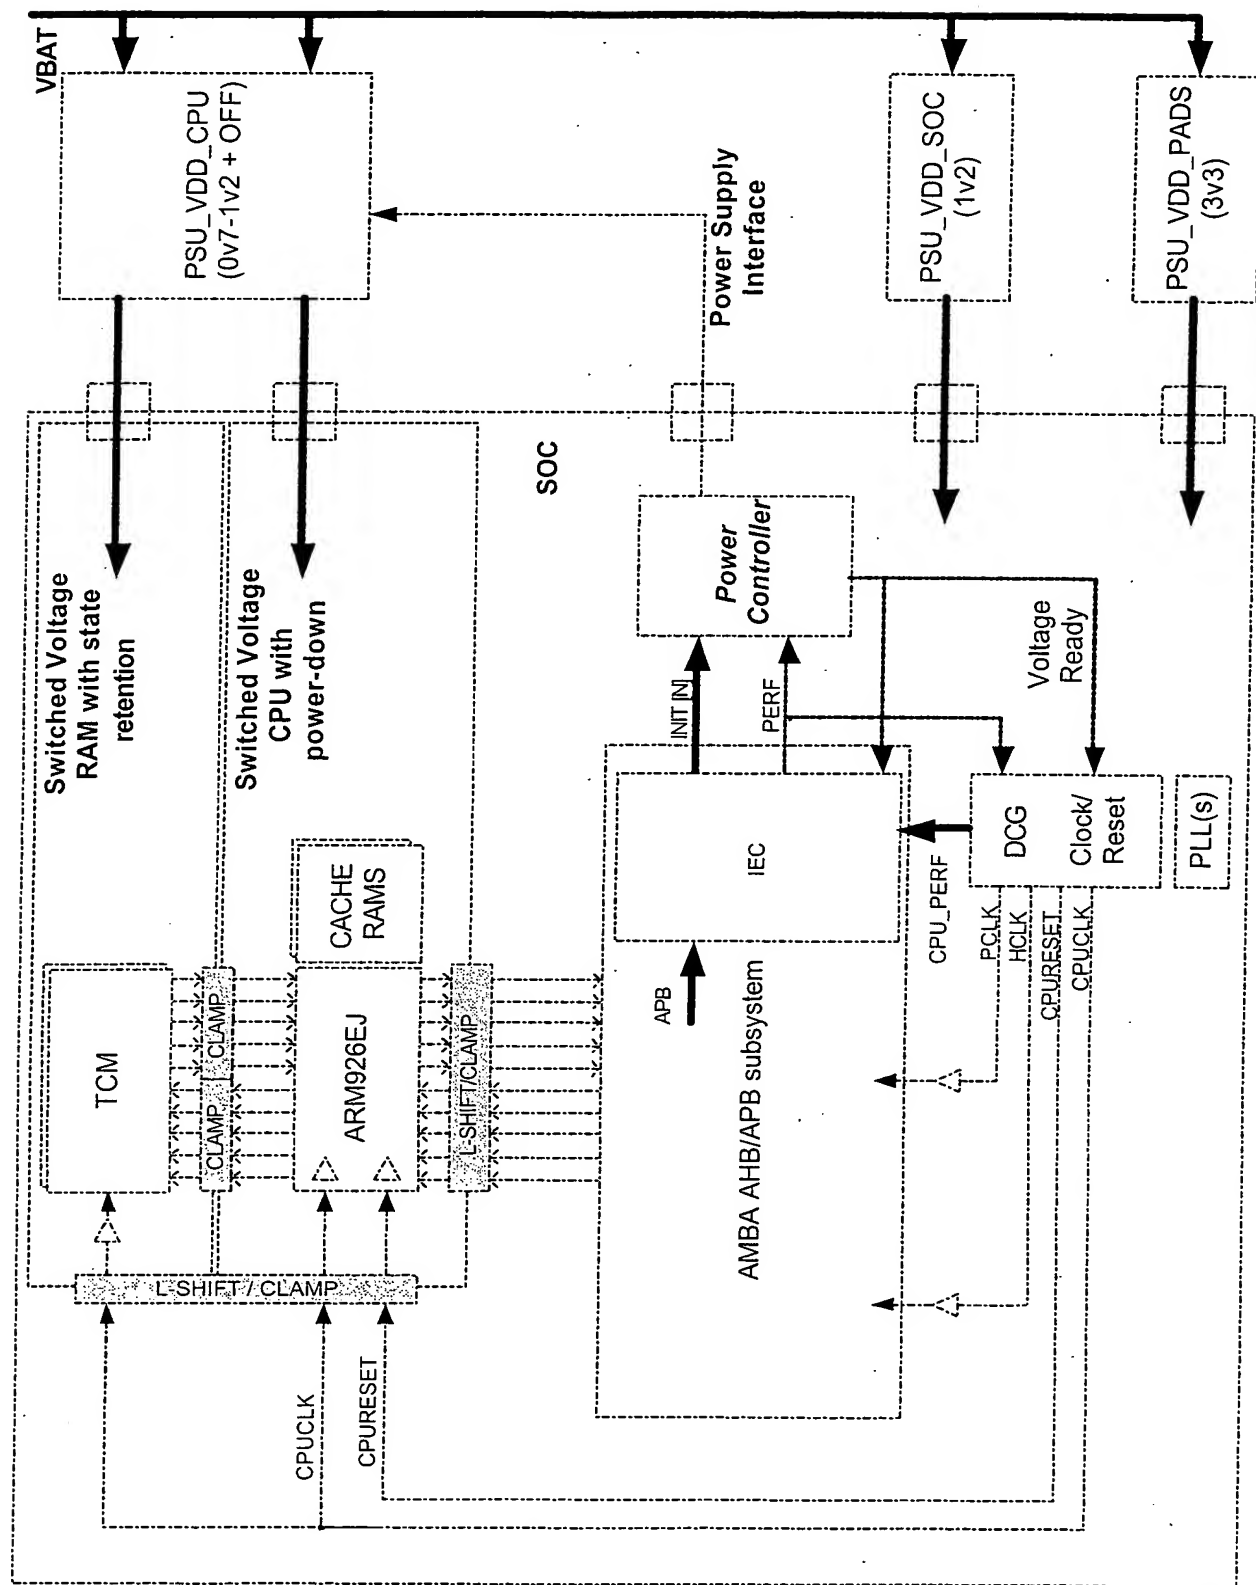 VBAT
PSU_VDD_CPU
(0v7-1v2 + OFF)
PSU_VDD_SOC
(1v2)
PSU_VDD_PADS
(3v3)
Power Supply
Interface
Switched Voltage
RAM with state
retention
Switched Voltage
CPU with
power-down
SOC
Power
Controller
Voltage
Ready
INIT [N]
PERF
TCM
CLAMP
CLAMP
CACHE
RAMS
ARM926EJ
L-SHIFT/CLAMP
L-SHIFT / CLAMP
IEC
APB
AMBA AHB/APB subsystem
CPU_PERF
DCG
Clock/
Reset
PLL(s)
PCLK
HCLK
CPURESET
CPUCLK
CPUCLK
CPURESET